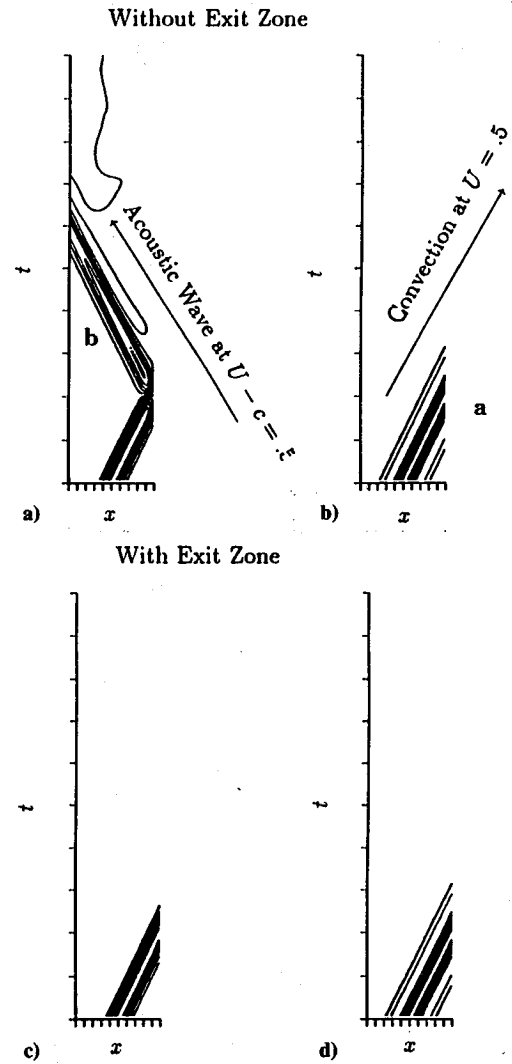 Without Exit Zone
Acoustic Wave at U − c = .5
Convection at U = .5
t
t
b
a
a)
x
b)
x
With Exit Zone
t
t
c)
x
d)
x